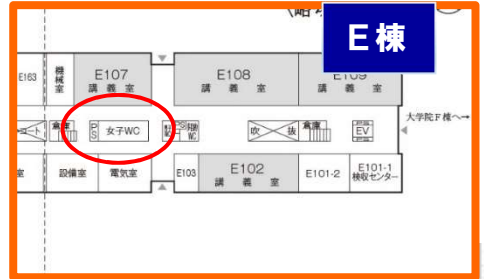 E棟
E163
機械室
E107
講義室
E108
講義室
E109
講義室
倉庫
PS
女子WC
WC
吹抜
倉庫
EV
大学院F棟へ→
室
設備室
電気室
E103
E102
講義室
E101-2
E101-1
検収センター